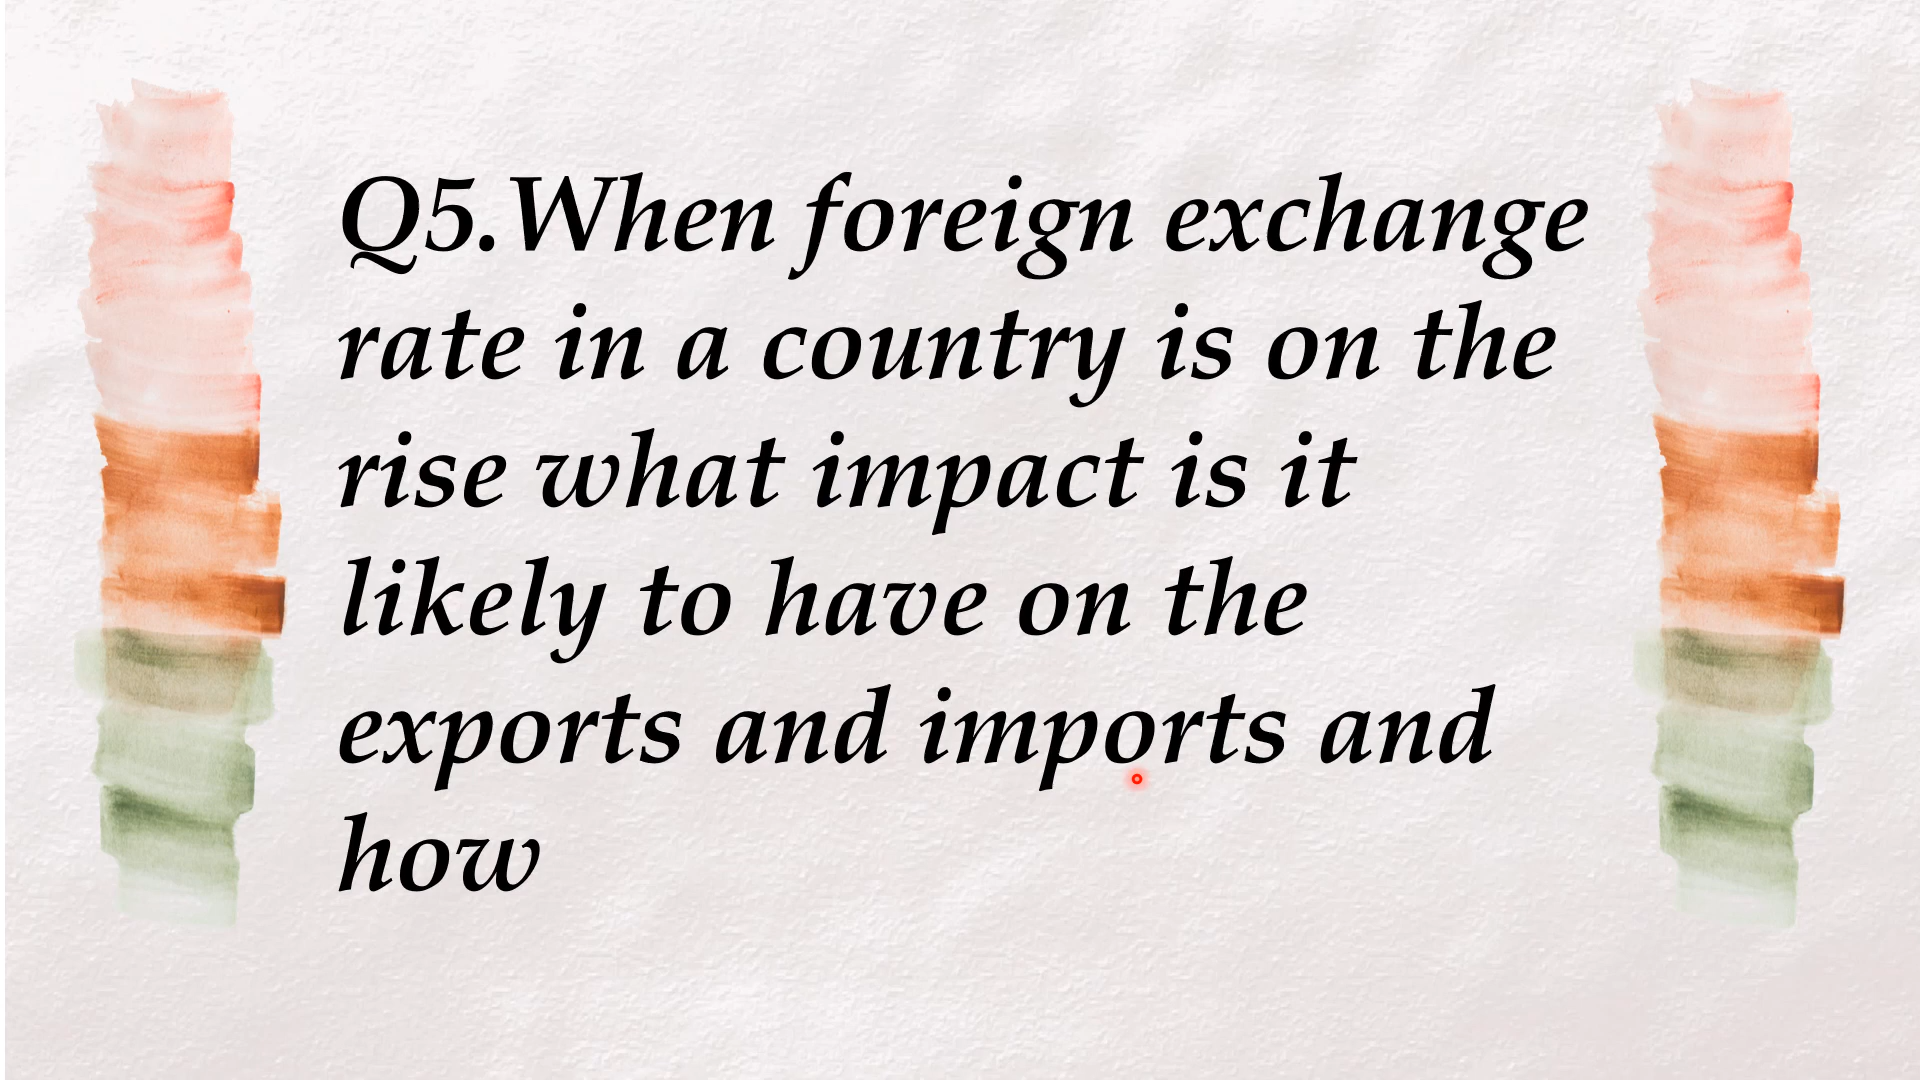 Q5.When foreign exchange
rate in a country is on the
rise what impact is it
likely to have on the
exports and imports and
how